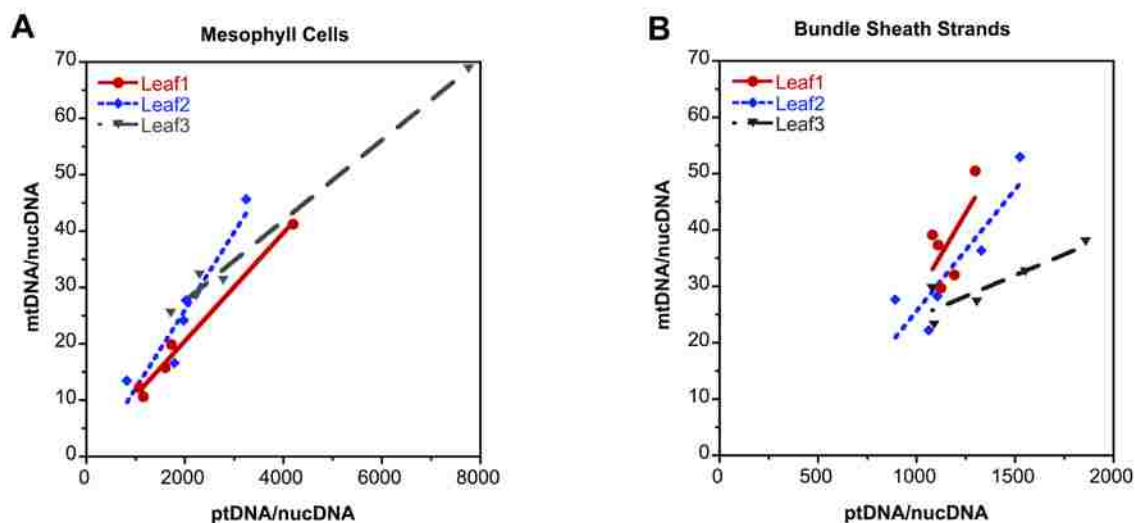 A
Mesophyll Cells
70
60
50
40
30
20
10
0
Leaf1
Leaf2
Leaf3
mtDNA/nucDNA
0 2000 4000 6000 8000
ptDNA/nucDNA
B
Bundle Sheath Strands
70
60
50
40
30
20
10
0
Leaf1
Leaf2
Leaf3
mtDNA/nucDNA
0 500 1000 1500 2000
ptDNA/nucDNA